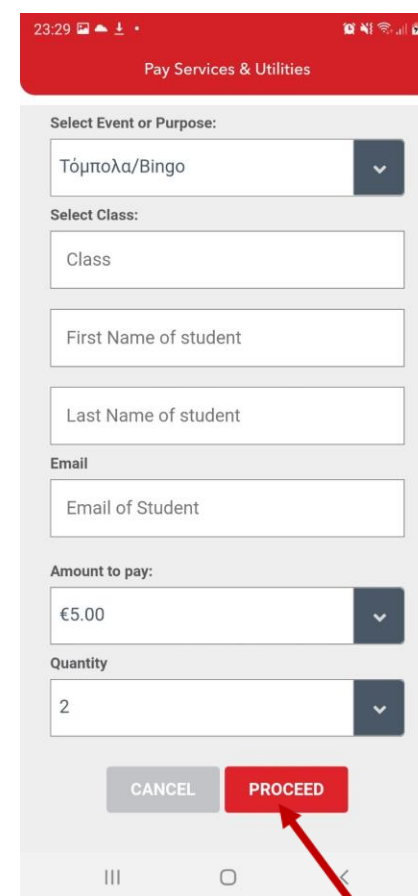 23:29
Pay Services & Utilities
Select Event or Purpose:
Τόμπολα/Bingo
Select Class:
Class
First Name of student
Last Name of student
Email
Email of Student
Amount to pay:
€5.00
Quantity
2
CANCEL PROCEED